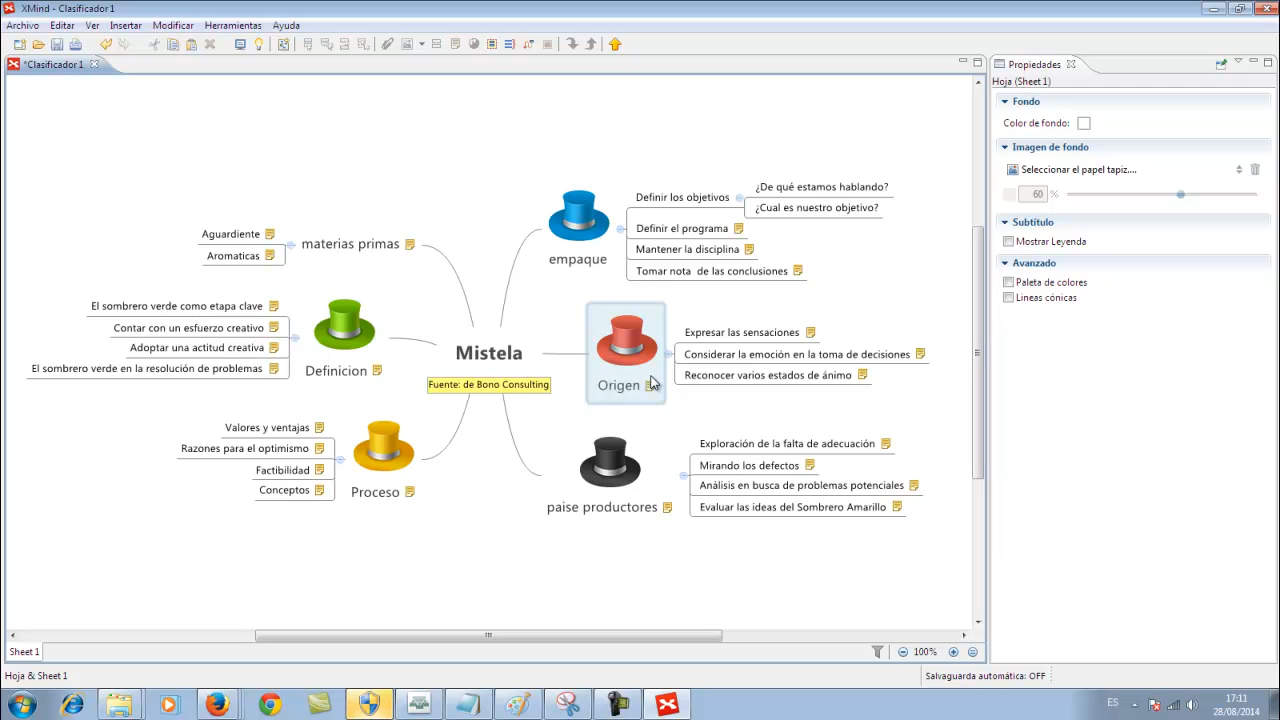 XMind - Clasificador 1
Archivo Editar Ver Insertar Modificar Herramientas Ayuda
*Clasificador 1
Propiedades
Hoja (Sheet 1)
Fondo
Color de fondo:
Imagen de fondo
Seleccionar el papel tapiz....
60 %
Subtítulo
Mostrar Leyenda
Avanzado
Paleta de colores
Lineas cónicas
Mistela
Fuente: de Bono Consulting
empaque
Definir los objetivos
¿De qué estamos hablando?
¿Cual es nuestro objetivo?
Definir el programa
Mantener la disciplina
Tomar nota de las conclusiones
Origen
Expresar las sensaciones
Considerar la emoción en la toma de decisiones
Reconocer varios estados de ánimo
paise productores
Exploración de la falta de adecuación
Mirando los defectos
Análisis en busca de problemas potenciales
Evaluar las ideas del Sombrero Amarillo
materias primas
Aguardiente
Aromaticas
Definicion
El sombrero verde como etapa clave
Contar con un esfuerzo creativo
Adoptar una actitud creativa
El sombrero verde en la resolución de problemas
Proceso
Valores y ventajas
Razones para el optimismo
Factibilidad
Conceptos
Sheet 1
100%
Hoja & Sheet 1
Salvaguarda automática: OFF
ES
17:11
28/08/2014